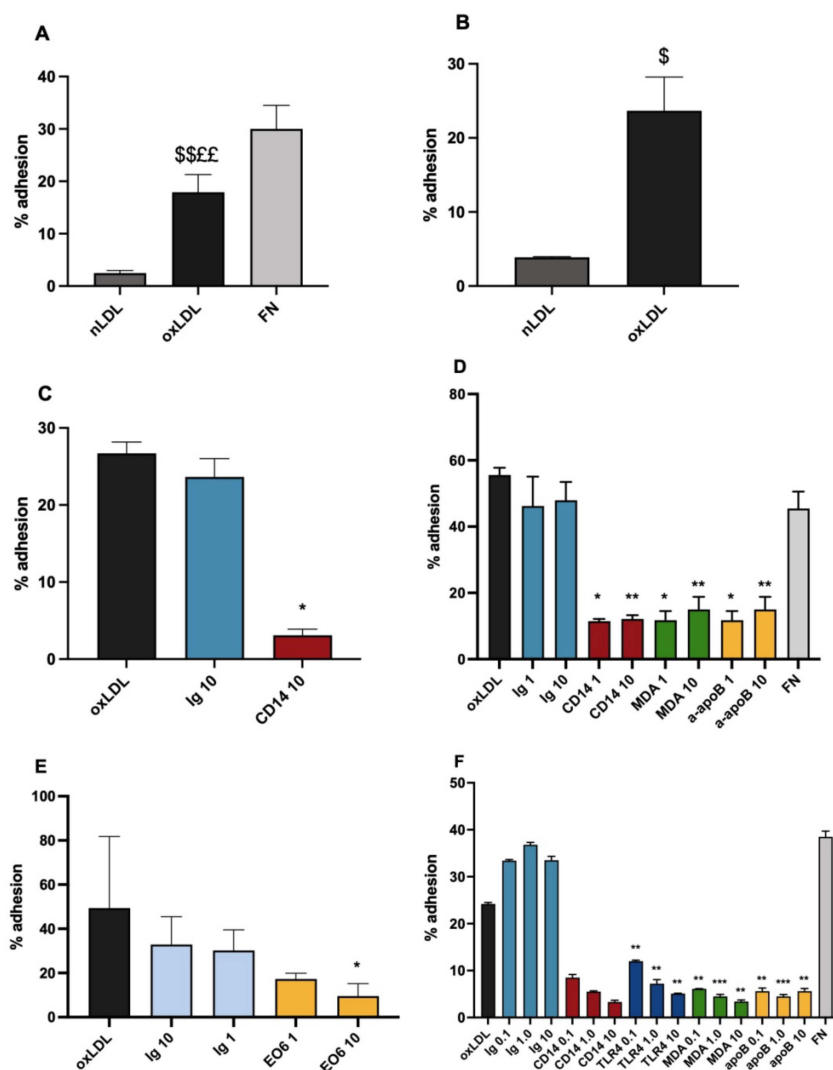 A
% adhesion
40
30
20
10
0
$$££
nLDL
oxLDL
FN
B
% adhesion
30
20
10
0
$
nLDL
oxLDL
C
% adhesion
30
20
10
0
*
oxLDL
Ig 10
CD14 10
D
% adhesion
80
60
40
20
0
* ** * ** * **
oxLDL
Ig 1
Ig 10
CD14 1
CD14 10
MDA 1
MDA 10
a-apoB 1
a-apoB 10
FN
E
% adhesion
100
80
60
40
20
0
*
oxLDL
Ig 10
Ig 1
EO6 1
EO6 10
F
% adhesion
50
40
30
20
10
0
** ** ** ** *** ** ** *** **
oxLDL
Ig 0.1
Ig 1.0
Ig 10
CD14 0.1
CD14 1.0
CD14 10
TLR4 0.1
TLR4 1.0
TLR4 10
MDA 0.1
MDA 1.0
MDA 10
apoB 0.1
apoB 1.0
apoB 10
FN